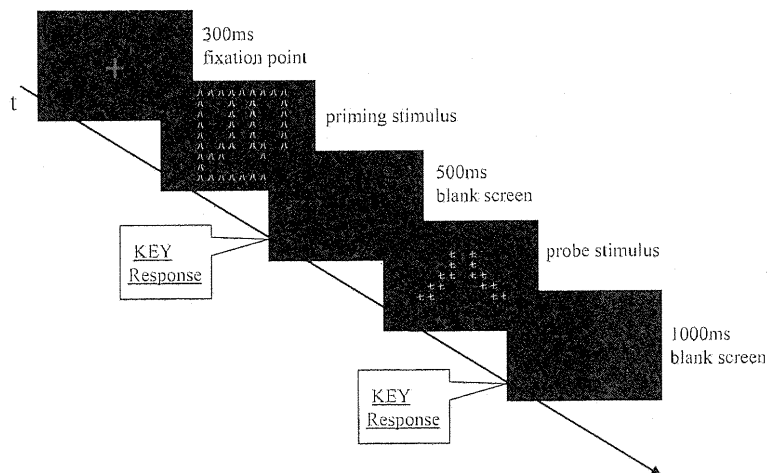 300ms
fixation point
t
priming stimulus
500ms
blank screen
KEY
Response
probe stimulus
1000ms
blank screen
KEY
Response